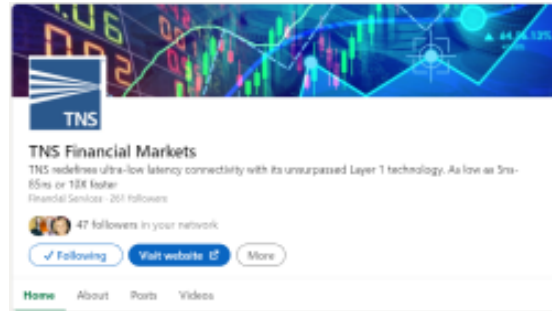 TNS
TNS Financial Markets
TNS redefines ultra-low latency connectivity with its unsurpassed Layer 1 technology. As low as 5ns-
85ns or 10X faster
Financial Services · 261 followers
47 followers in your network
Following
Visit website
More
Home
About
Posts
Videos